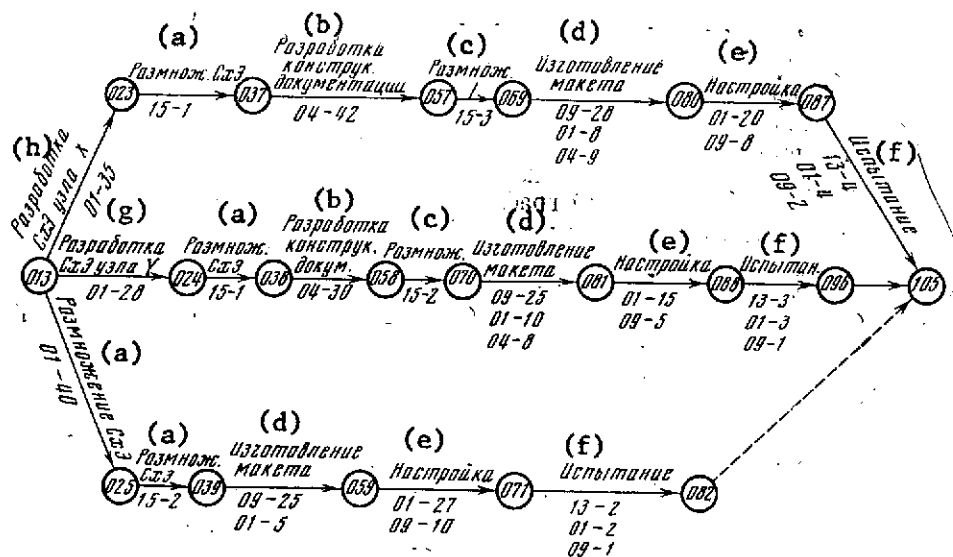 (a)
(b)
(c)
(d)
(e)
Размнож. СхЭ
15-1
Разработка
конструк.
документации
04-42
Размнож.
15-3
Изготовление
макета
09-28
01-8
04-9
Настройка
01-20
09-8
023
037
057
069
080
087
(h)
Разработка
СхЭ узла X
01-35
(f)
Испытание
13-4
01-4
09-2
(g)
(a)
(b)
(c)
(d)
(e)
(f)
Разработка
СхЭ узла Y
01-28
Размнож.
СхЭ
15-1
Разработка
конструк.
докум.
04-30
Размнож.
15-2
Изготовление
макета
09-25
01-10
04-8
Настройка
01-15
09-5
Испытан.
13-3
01-3
09-1
013
024
038
058
070
081
088
096
105
(a)
Размножение СхЭ
01-40
(a)
(d)
(e)
(f)
Размнож.
СхЭ
15-2
Изготовление
макета
09-25
01-5
Настройка
01-27
09-10
Испытание
13-2
01-2
09-1
025
039
059
071
082